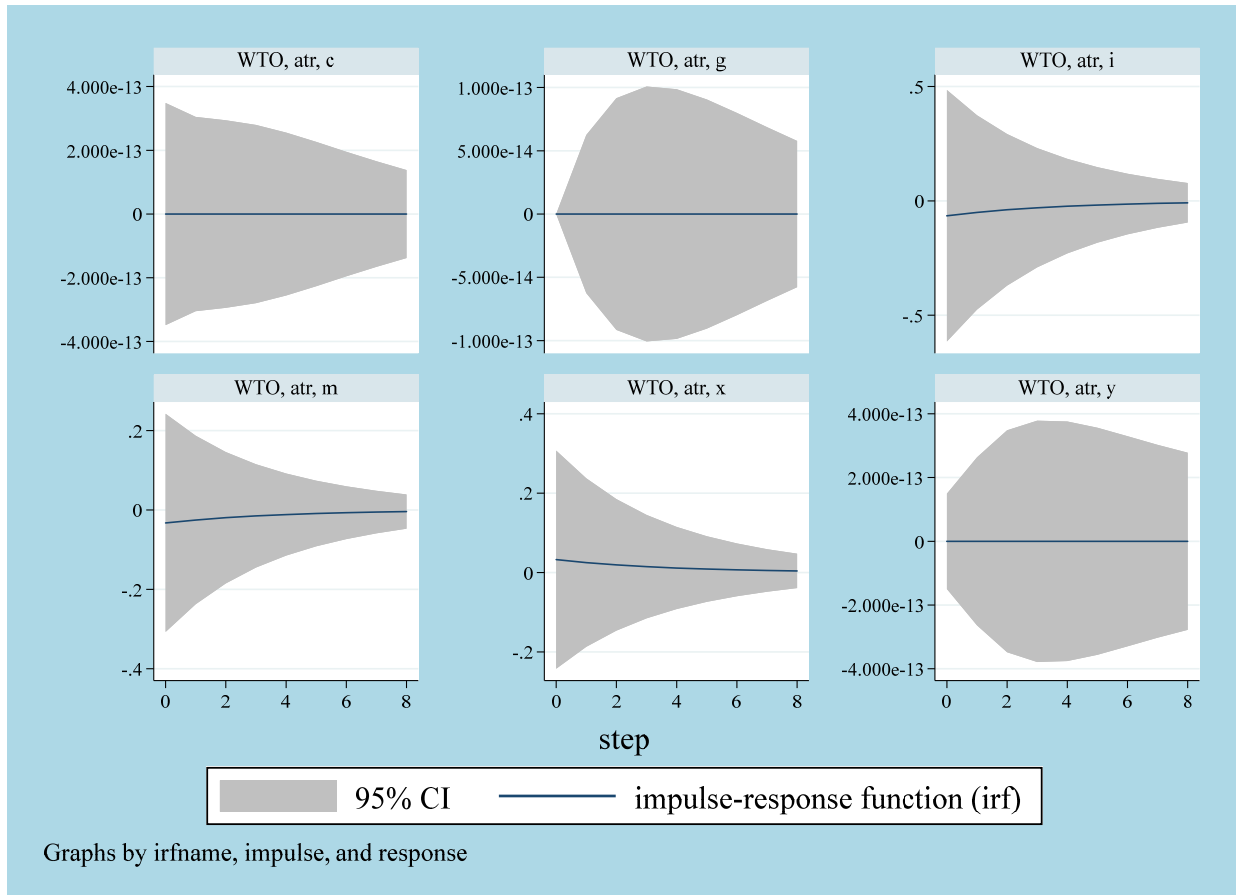 WTO, atr, c
4.000e-13
2.000e-13
0
-2.000e-13
-4.000e-13
WTO, atr, g
1.000e-13
5.000e-14
0
-5.000e-14
-1.000e-13
WTO, atr, i
.5
0
-.5
WTO, atr, m
.2
0
-.2
-.4
0 2 4 6 8
WTO, atr, x
.4
.2
0
-.2
0 2 4 6 8
WTO, atr, y
4.000e-13
2.000e-13
0
-2.000e-13
-4.000e-13
0 2 4 6 8
step
95% CI impulse-response function (irf)
Graphs by irfname, impulse, and response